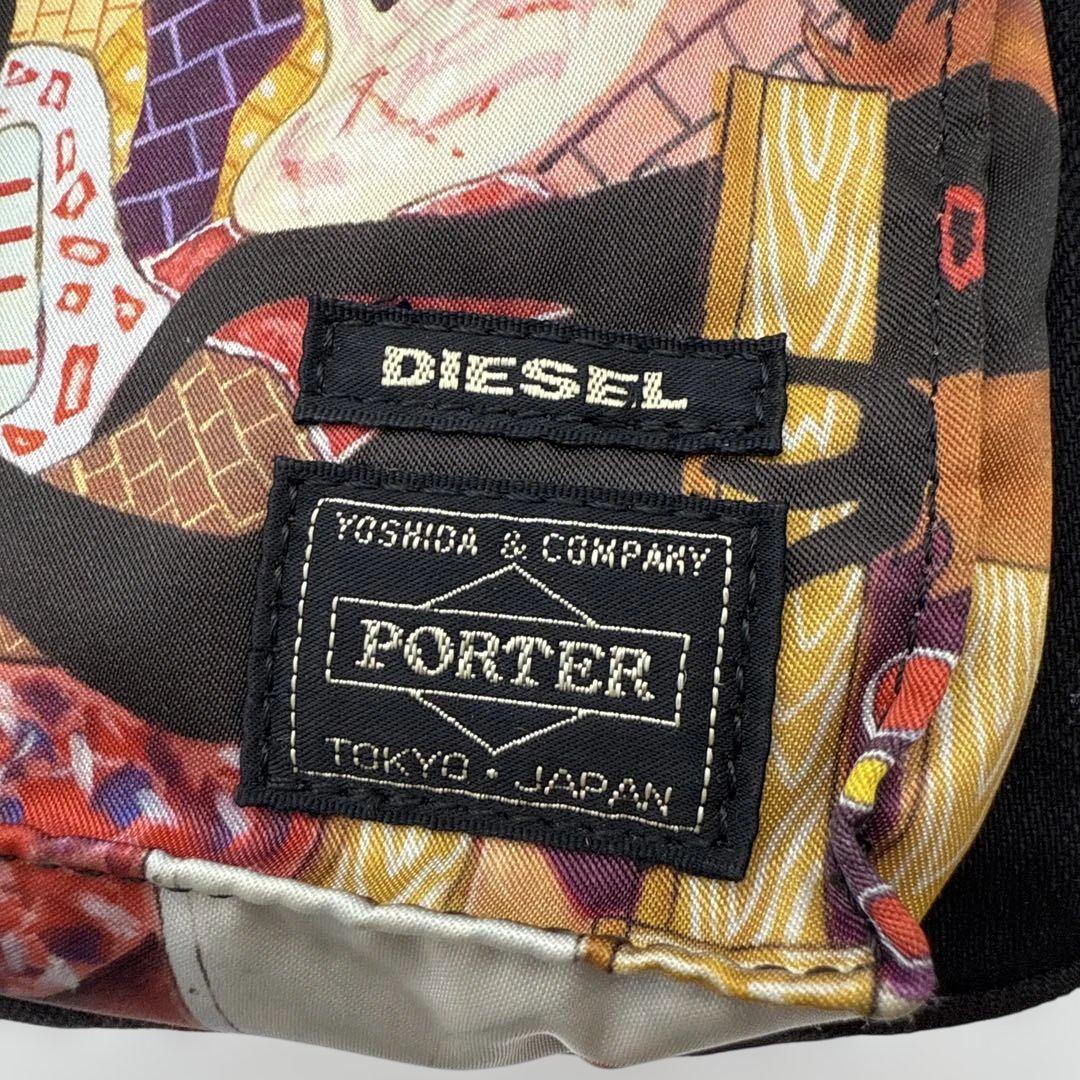 DIESEL
YOSHIDA & COMPANY
PORTER
TOKYO · JAPAN